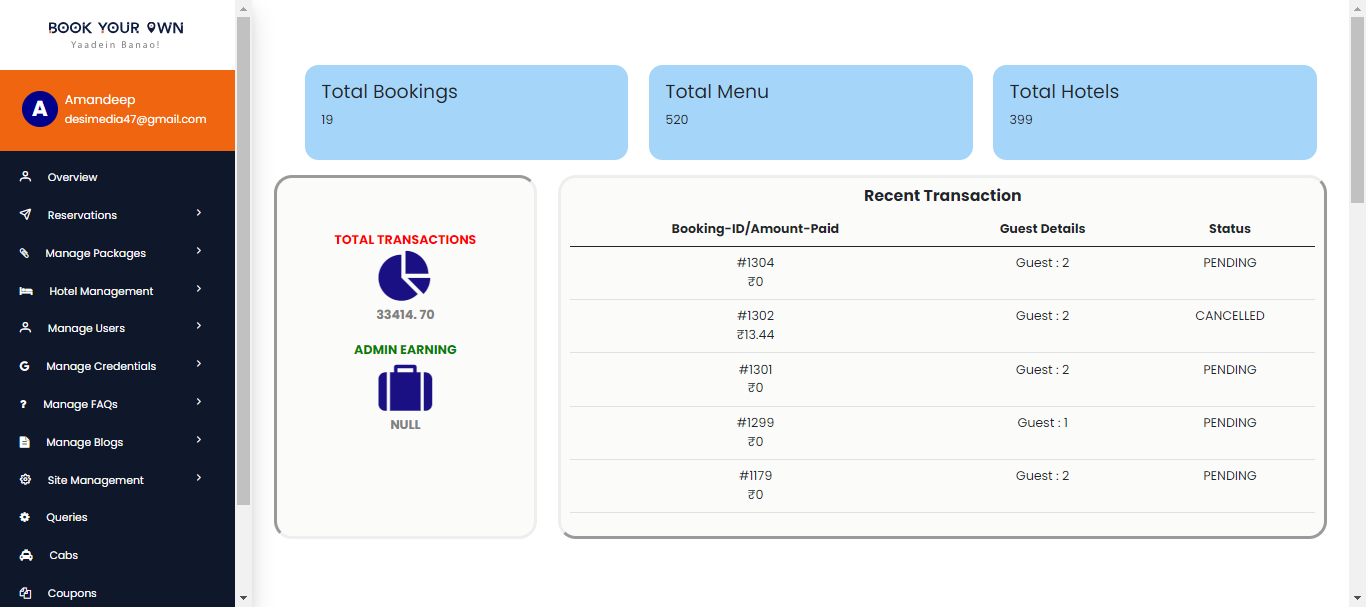 BOOK YOUR OWN
Yaadein Banao!
A
Amandeep
desimedia47@gmail.com
Overview
Reservations
Manage Packages
Hotel Management
Manage Users
Manage Credentials
Manage FAQs
Manage Blogs
Site Management
Queries
Cabs
Coupons
Total Bookings
19
Total Menu
520
Total Hotels
399
TOTAL TRANSACTIONS
33414.70
ADMIN EARNING
NULL
Recent Transaction
Booking-ID/Amount-Paid Guest Details Status
#1304 Guest : 2 PENDING
₹0
#1302 Guest : 2 CANCELLED
₹13.44
#1301 Guest : 2 PENDING
₹0
#1299 Guest : 1 PENDING
₹0
#1179 Guest : 2 PENDING
₹0